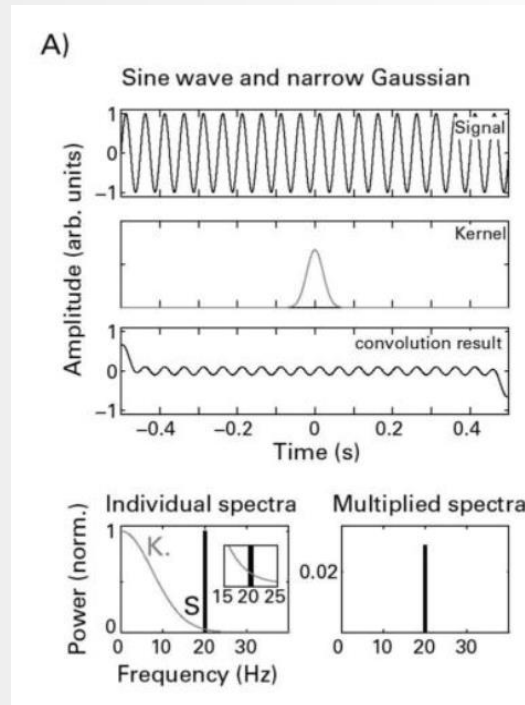 A)
Sine wave and narrow Gaussian
1
Signal
0
−1
Kernel
Amplitude (arb. units)
1
convolution result
0
−1
−0.4 −0.2 0 0.2 0.4
Time (s)
Individual spectra Multiplied spectra
Power (norm.)
1
K.
S
15 20 25
0.02
0
0 10 20 30 0 10 20 30
Frequency (Hz)